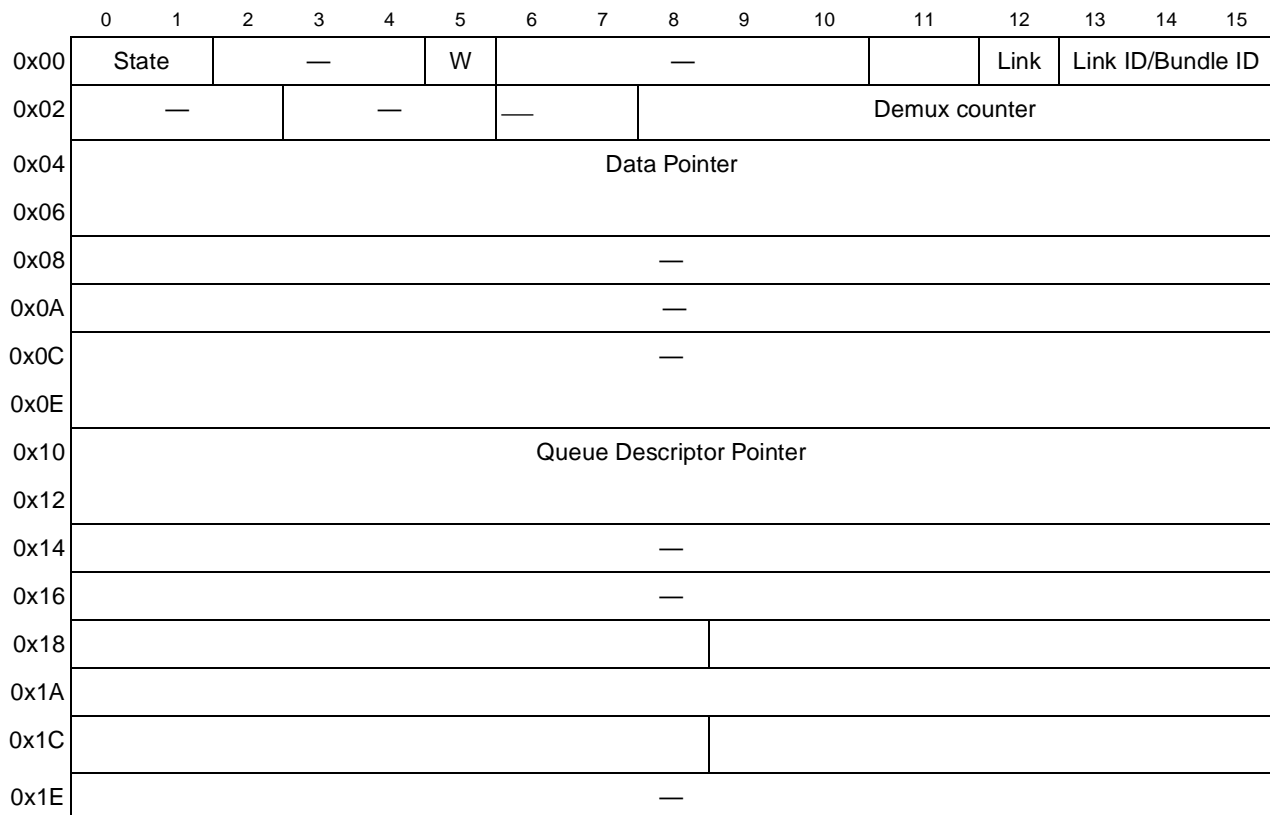 0 1 2 3 4 5 6 7 8 9 10 11 12 13 14 15
0x00 State — W — Link Link ID/Bundle ID
0x02 — — — Demux counter
0x04 Data Pointer
0x06
0x08 —
0x0A —
0x0C —
0x0E
0x10 Queue Descriptor Pointer
0x12
0x14 —
0x16 —
0x18
0x1A
0x1C
0x1E —